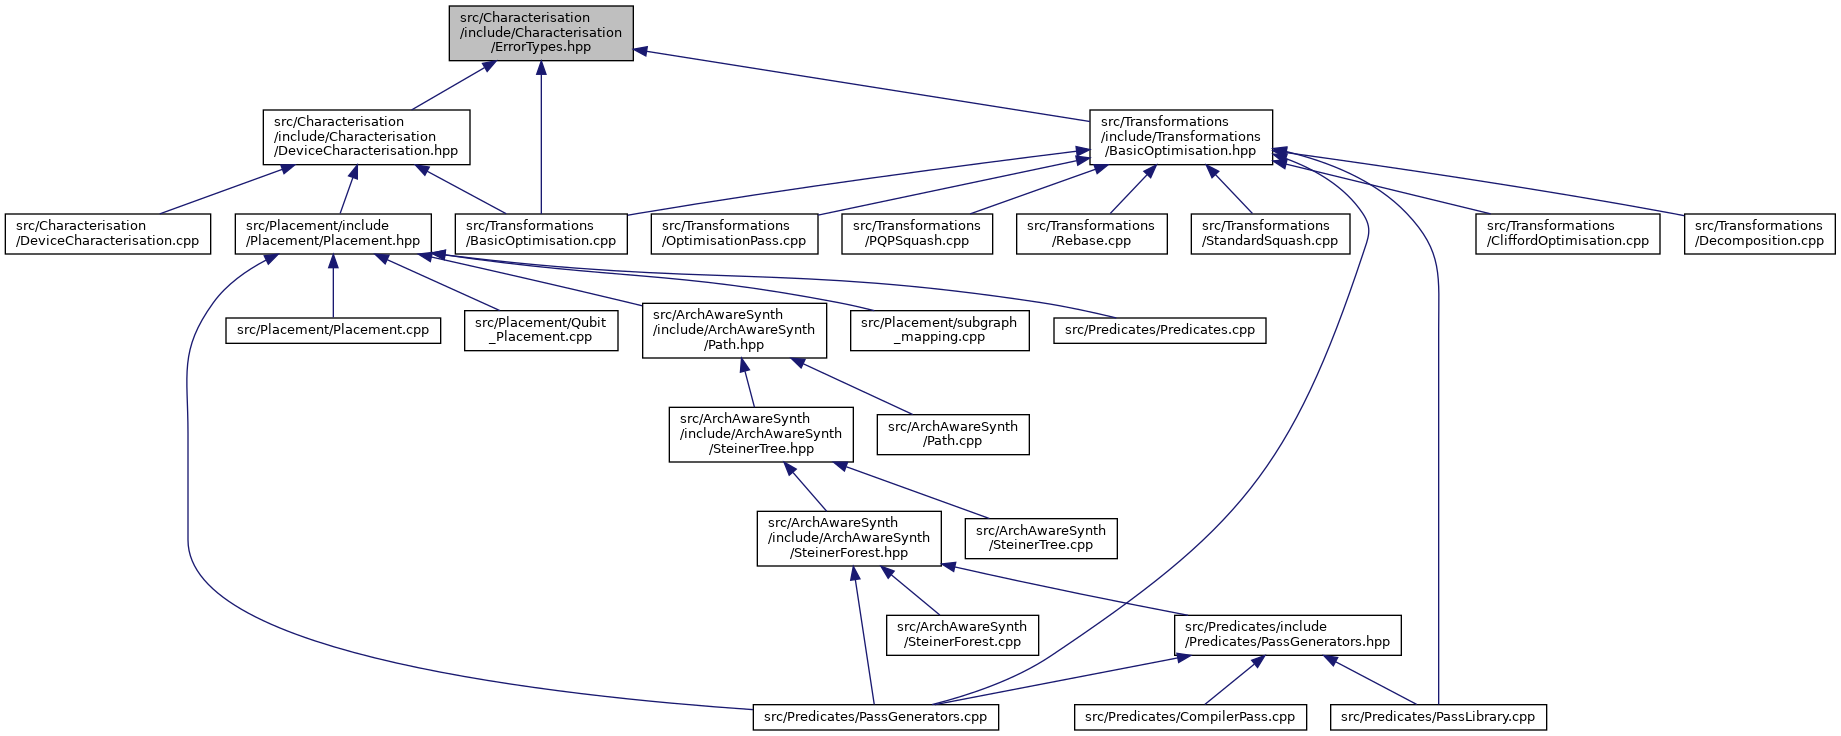 src/Characterisation
/include/Characterisation
/ErrorTypes.hpp
src/Characterisation
/include/Characterisation
/DeviceCharacterisation.hpp
src/Transformations
/include/Transformations
/BasicOptimisation.hpp
src/Characterisation
/DeviceCharacterisation.cpp
src/Placement/include
/Placement/Placement.hpp
src/Transformations
/BasicOptimisation.cpp
src/Transformations
/OptimisationPass.cpp
src/Transformations
/PQPSquash.cpp
src/Transformations
/Rebase.cpp
src/Transformations
/StandardSquash.cpp
src/Transformations
/CliffordOptimisation.cpp
src/Transformations
/Decomposition.cpp
src/Placement/Placement.cpp
src/Placement/Qubit
_Placement.cpp
src/ArchAwareSynth
/include/ArchAwareSynth
/Path.hpp
src/Placement/subgraph
_mapping.cpp
src/Predicates/Predicates.cpp
src/ArchAwareSynth
/include/ArchAwareSynth
/SteinerTree.hpp
src/ArchAwareSynth
/Path.cpp
src/ArchAwareSynth
/include/ArchAwareSynth
/SteinerForest.hpp
src/ArchAwareSynth
/SteinerTree.cpp
src/ArchAwareSynth
/SteinerForest.cpp
src/Predicates/include
/Predicates/PassGenerators.hpp
src/Predicates/PassGenerators.cpp
src/Predicates/CompilerPass.cpp
src/Predicates/PassLibrary.cpp